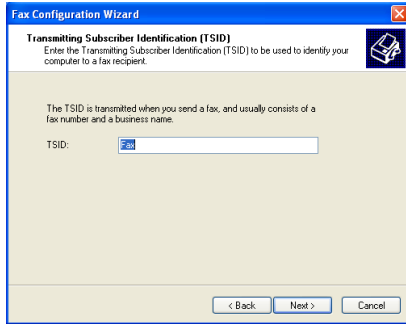 Fax Configuration Wizard
Transmitting Subscriber Identification (TSID)
Enter the Transmitting Subscriber Identification (TSID) to be used to identify your
computer to a fax recipient.
The TSID is transmitted when you send a fax, and usually consists of a
fax number and a business name.
TSID:
Fax
< Back
Next >
Cancel